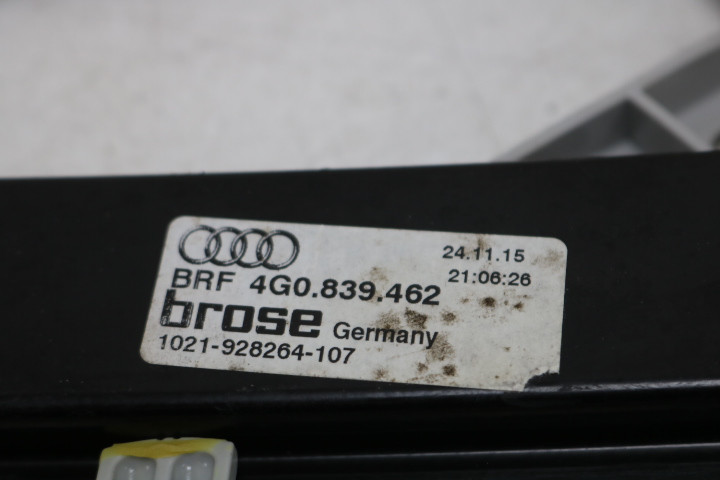 24.11.15
BRF 4G0.839.462 21:06:26
brose Germany
1021-928264-107